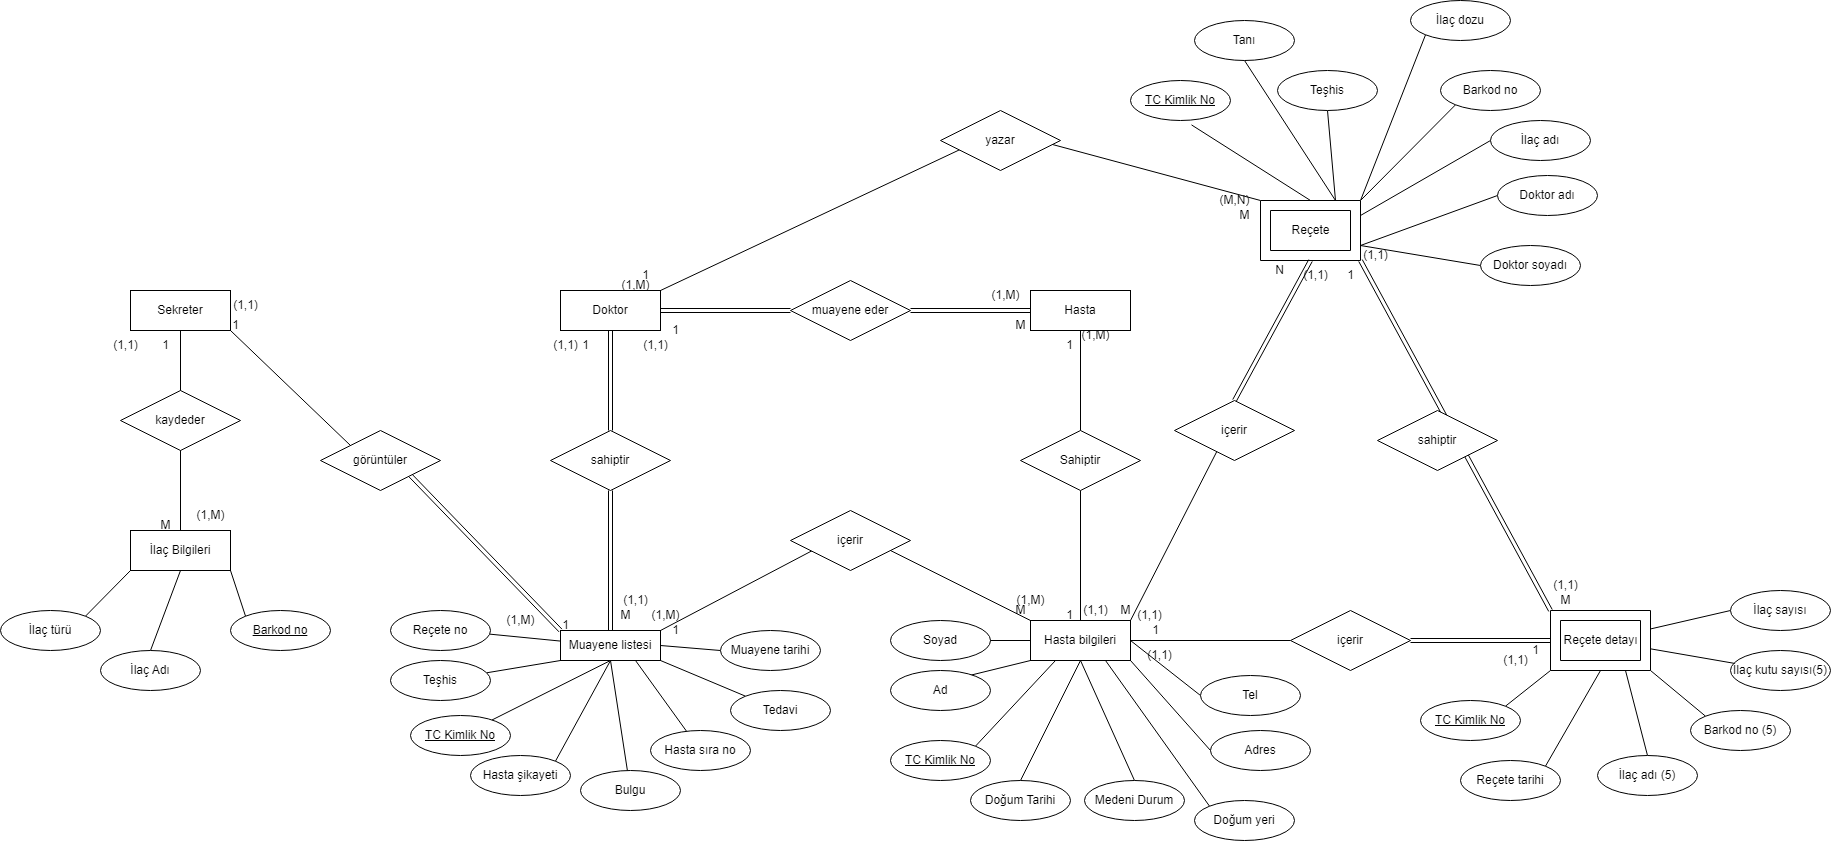 İlaç dozu
Tanı
Teşhis
Barkod no
TC Kimlik No
yazar
İlaç adı
Doktor adı
(M,N)
M
Reçete
Doktor soyadı
(1,1)
N
(1,1)
1
1
(1,M)
Sekreter
(1,1)
1
Doktor
muayene eder
(1,M)
M
Hasta
(1,1)
1
(1,1)
1
(1,1)
1
1
(1,M)
kaydeder
görüntüler
sahiptir
Sahiptir
içerir
sahiptir
M
(1,M)
İlaç Bilgileri
içerir
İlaç türü
İlaç Adı
Barkod no
(1,M)
1
(1,1)
M
(1,M)
1
Muayene listesi
Reçete no
Teşhis
TC Kimlik No
Hasta şikayeti
Bulgu
Hasta sıra no
Tedavi
Muayene tarihi
(1,M)
M
1
(1,1)
M
(1,1)
1
(1,1)
Hasta bilgileri
Soyad
Ad
TC Kimlik No
Doğum Tarihi
Medeni Durum
Doğum yeri
Adres
Tel
içerir
(1,1)
M
1
(1,1)
Reçete detayı
İlaç sayısı
İlaç kutu sayısı(5)
Barkod no (5)
İlaç adı (5)
Reçete tarihi
TC Kimlik No